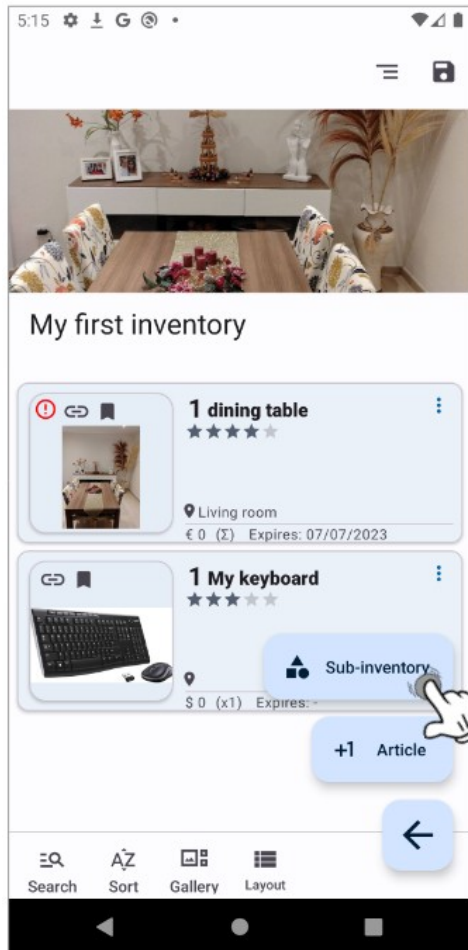 5:15
My first inventory
1 dining table
Living room
€ 0 (Σ) Expires: 07/07/2023
1 My keyboard
Sub-inventory
$ 0 (x1) Expires: -
+1 Article
Search Sort Gallery Layout